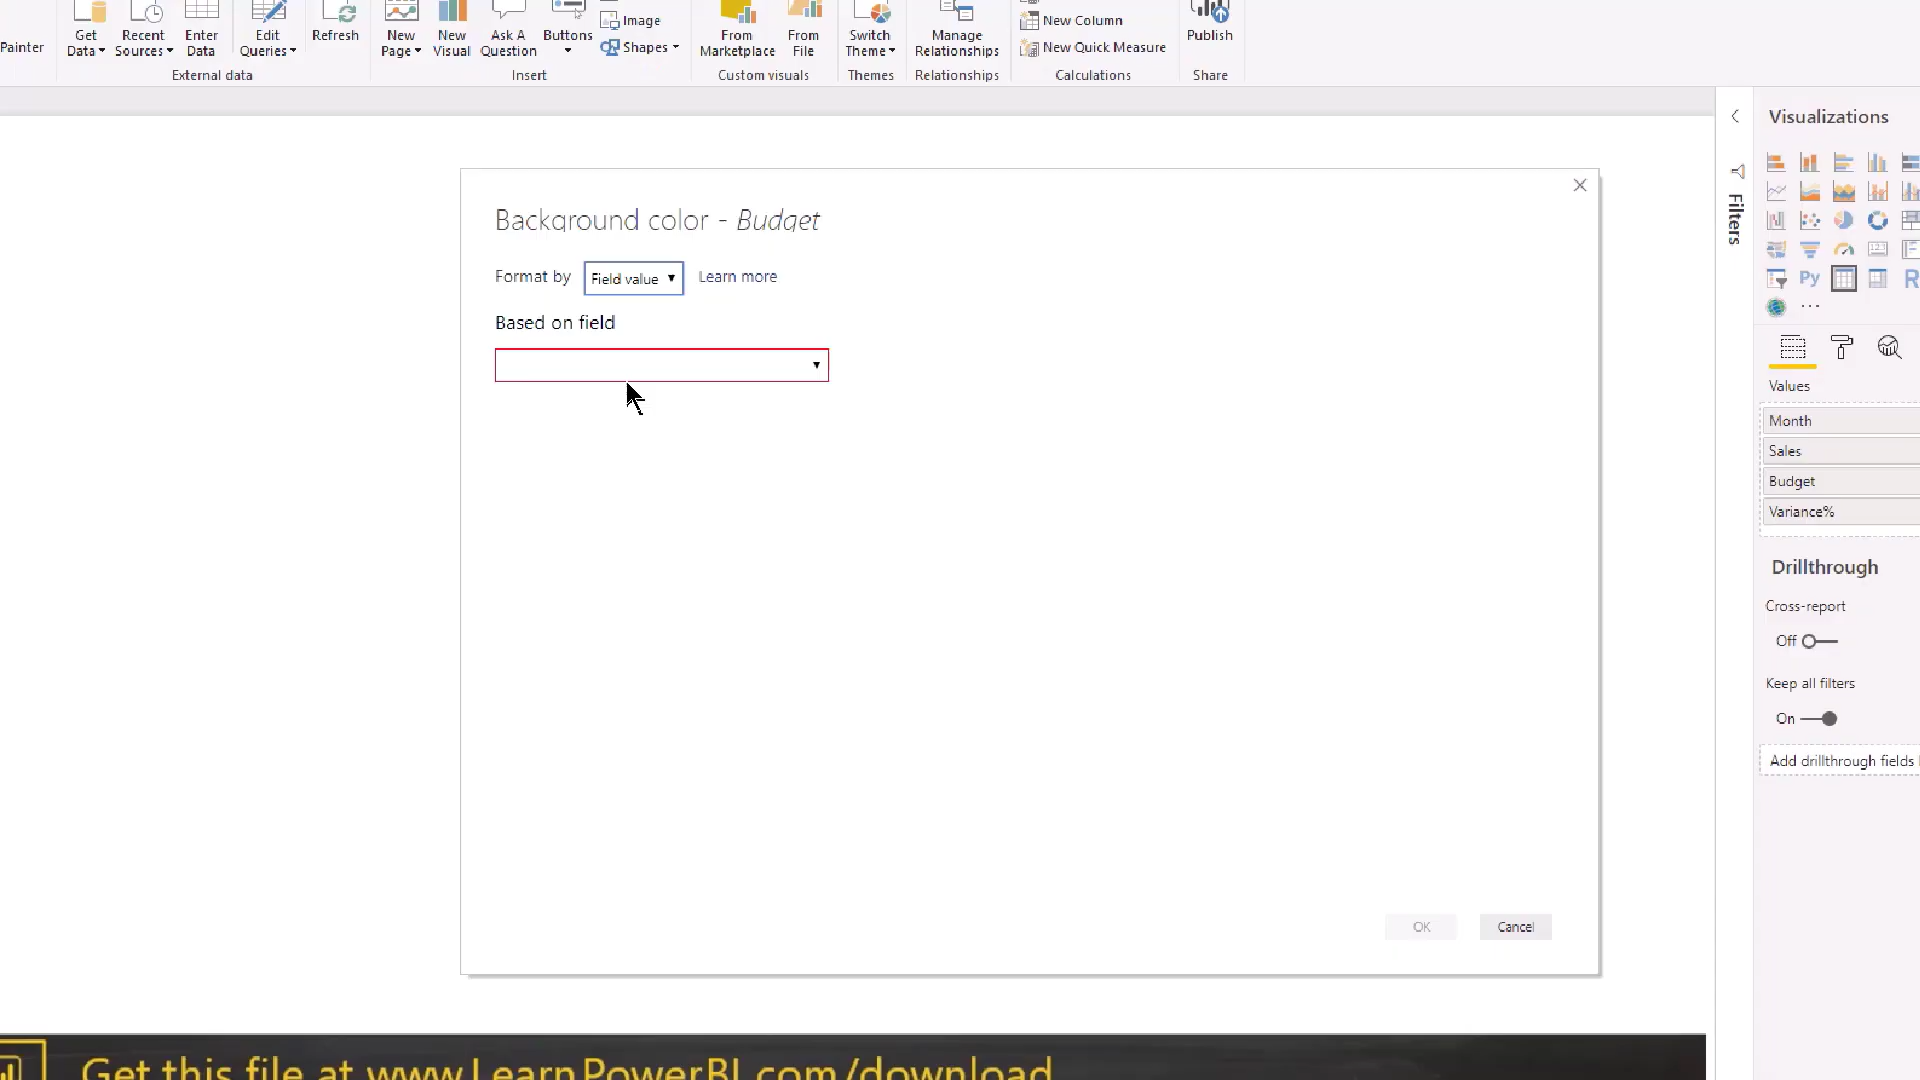 Painter
Get Data
Recent Sources
Enter Data
Edit Queries
Refresh
External data
New Page
New Visual
Ask A Question
Buttons
Image
Shapes
Insert
From Marketplace
From File
Custom visuals
Switch Theme
Themes
Manage Relationships
Relationships
New Column
New Quick Measure
Calculations
Publish
Share
Background color - Budget
Format by
Field value
Learn more
Based on field
OK
Cancel
Filters
Visualizations
Py
R
Values
Month
Sales
Budget
Variance%
Drillthrough
Cross-report
Off
Keep all filters
On
Add drillthrough fields
Get this file at www.LearnPowerBI.com/download